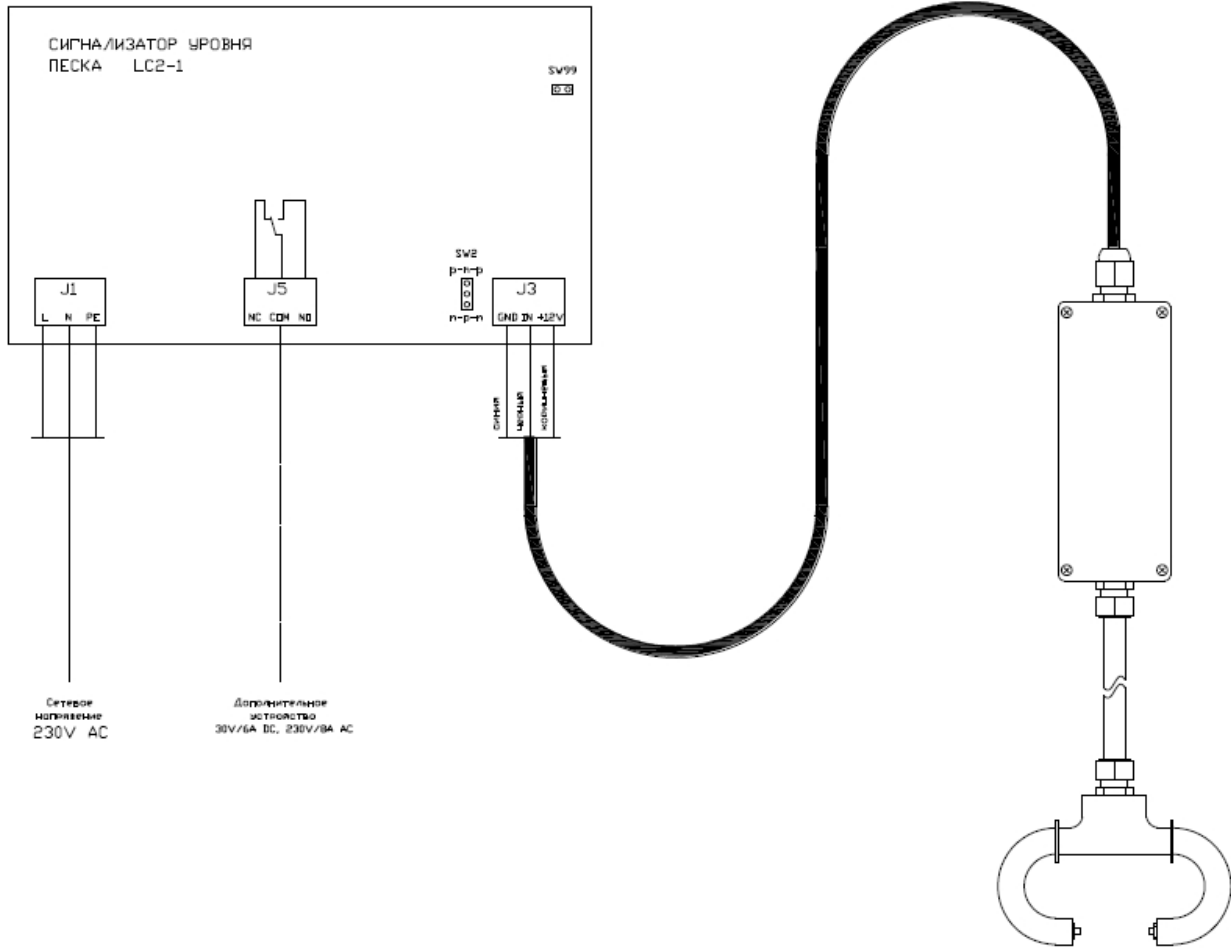 СИГНАЛИЗАТОР УРОВНЯ
ПЕСКА LC2-1
SW99
SW2
p-n-p
n-p-n
J1
L N PE
J5
NC COM NO
J3
GND IN +12V
синий
черный
коричневый
Сетевое
напряжение
230V AC
Дополнительное
устройство
30V/6A DC, 230V/8A AC